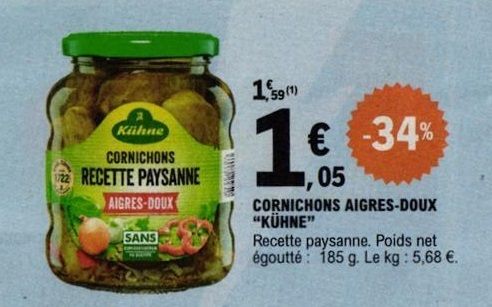 Kühne
CORNICHONS
RECETTE PAYSANNE
AIGRES-DOUX
SANS
1722
1€,59(1)
1€,05
-34%
CORNICHONS AIGRES-DOUX
“KÜHNE”
Recette paysanne. Poids net
égoutté : 185 g. Le kg : 5,68 €.